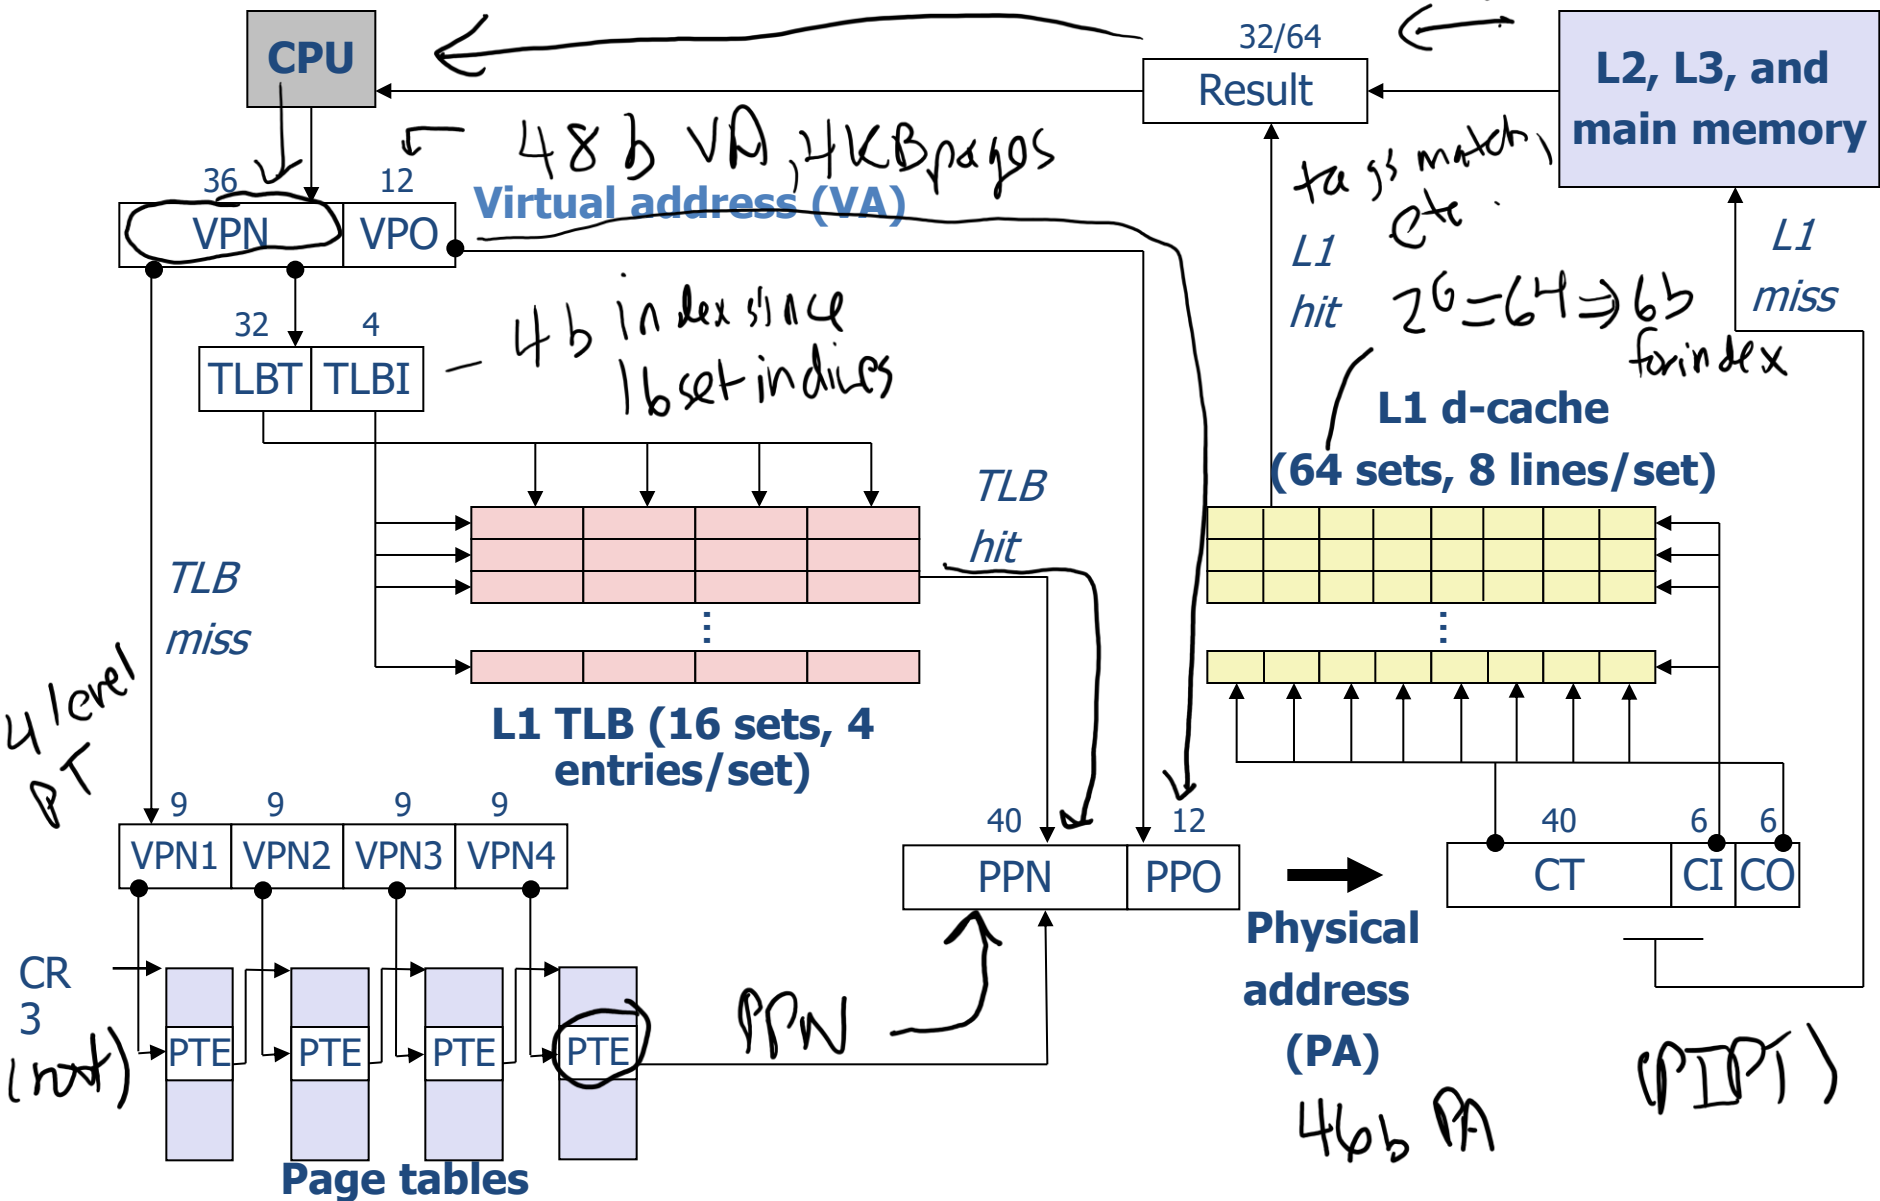 CPU
32/64
Result
L2, L3, and
main memory
48 b VA, 4KB pages
tags match,
etc.
36
12
Virtual address (VA)
VPN
VPO
L1
hit
L1
miss
2^6=64⇒6b
for index
32
4
TLBT
TLBI
4b index since
16 set indices
L1 d-cache
(64 sets, 8 lines/set)
TLB
hit
TLB
miss
...
...
L1 TLB (16 sets, 4
entries/set)
4 level
PT
9
9
9
9
VPN1
VPN2
VPN3
VPN4
40
12
PPN
PPO
40
6
6
CT
CI
CO
Physical
address
(PA)
CR
3
(root)
PTE
PTE
PTE
PTE
PPN
(PIPT)
46b PA
Page tables